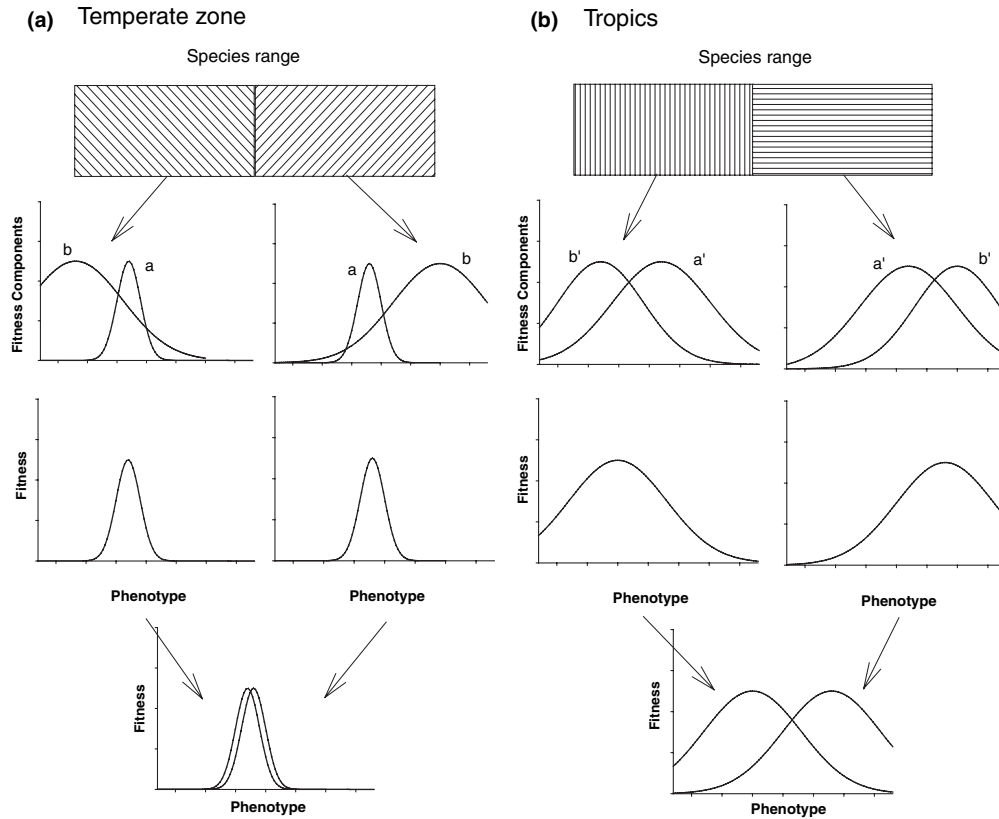 (a) Temperate zone
Species range
Fitness Components
b
a
a
b
Fitness
Phenotype
Phenotype
Fitness
Phenotype
(b) Tropics
Species range
Fitness Components
b'
a'
a'
b'
Fitness
Phenotype
Phenotype
Fitness
Phenotype